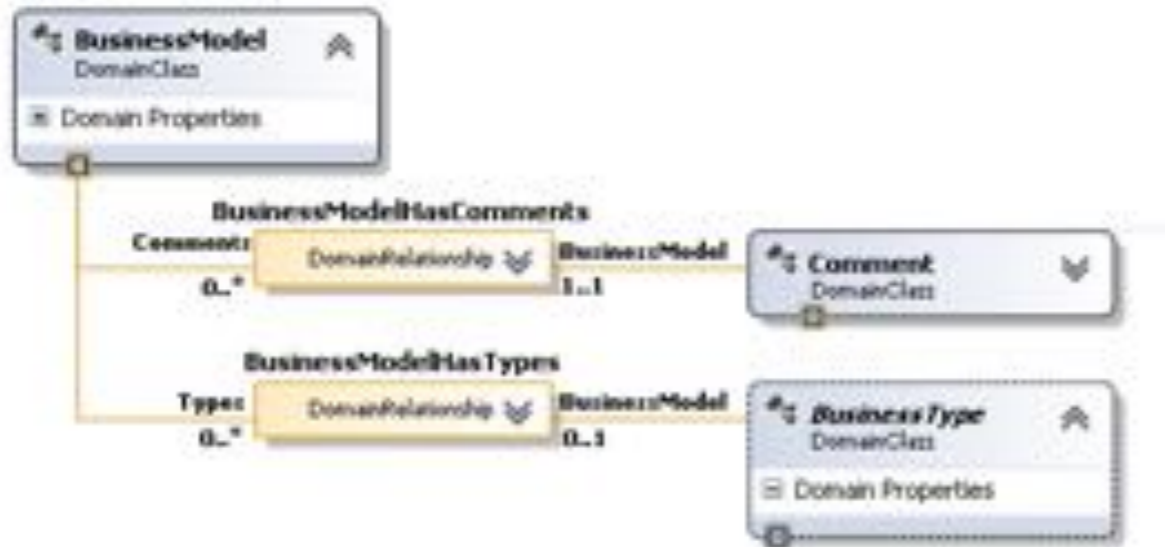 BusinessModel
DomainClass
Domain Properties
BusinessModelHasComments
Comments
DomainRelationship
BusinessModel
0..*
1..1
Comment
DomainClass
BusinessModelHasTypes
Types
DomainRelationship
BusinessModel
0..*
0..1
BusinessType
DomainClass
Domain Properties